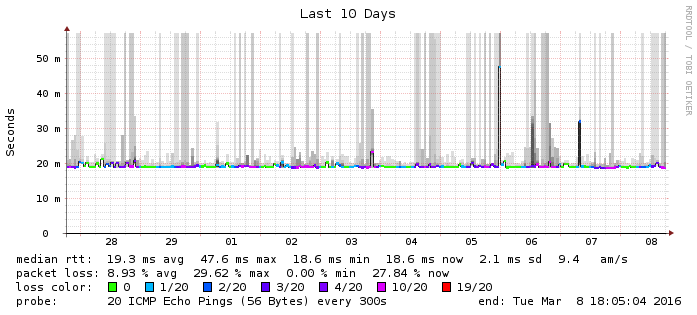 Last 10 Days
RRDTOOL / TOBI OETIKER
Seconds
50 m
40 m
30 m
20 m
10 m
0
28 29 01 02 03 04 05 06 07 08
median rtt: 19.3 ms avg 47.6 ms max 18.6 ms min 18.6 ms now 2.1 ms sd 9.4 am/s
packet loss: 8.93 % avg 29.62 % max 0.00 % min 27.84 % now
loss color: 0 1/20 2/20 3/20 4/20 10/20 19/20
probe: 20 ICMP Echo Pings (56 Bytes) every 300s end: Tue Mar 8 18:05:04 2016